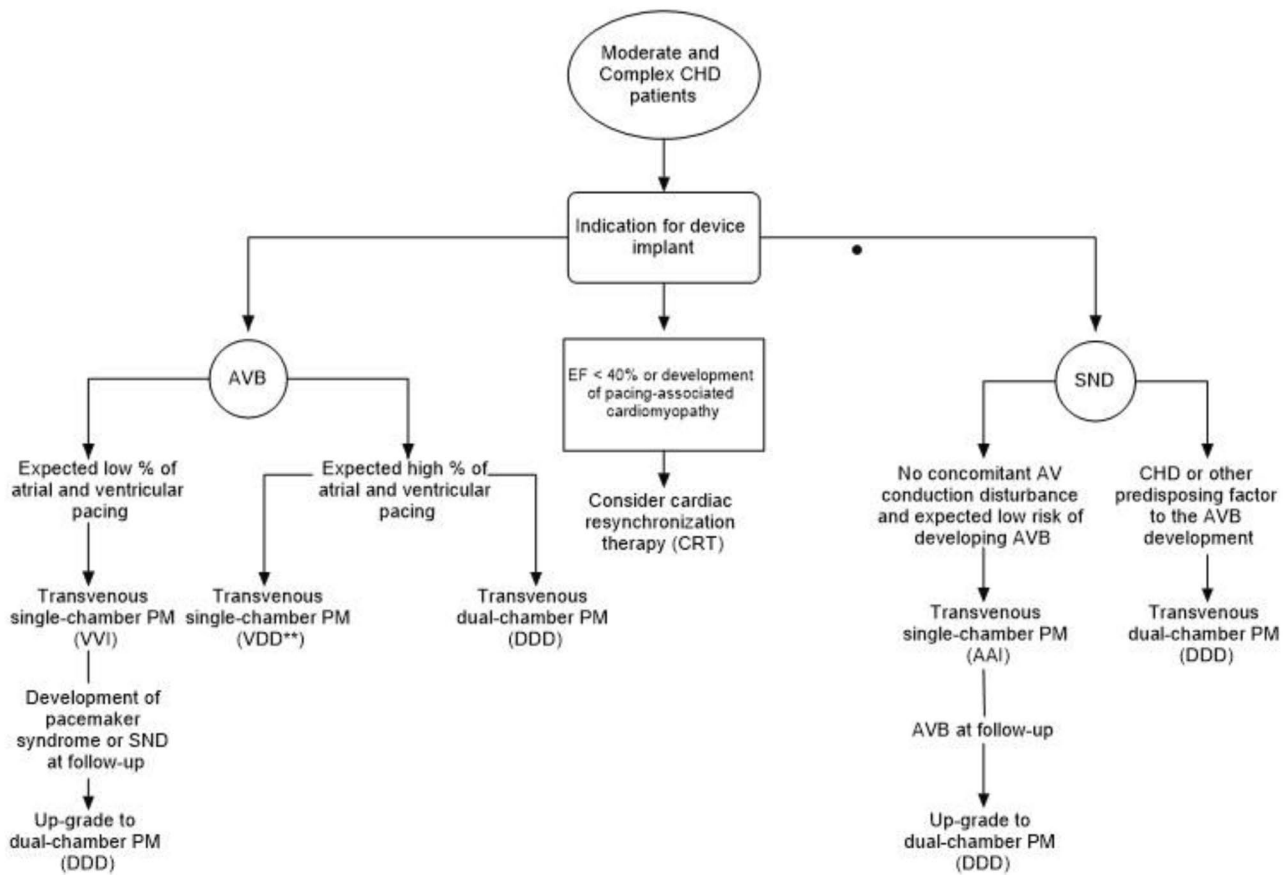 Moderate and
Complex CHD
patients
Indication for device
implant
AVB
EF < 40% or development
of pacing-associated
cardiomyopathy
SND
Expected low % of
atrial and ventricular
pacing
Expected high % of
atrial and ventricular
pacing
Consider cardiac
resynchronization
therapy (CRT)
No concomitant AV
conduction disturbance
and expected low risk of
developing AVB
CHD or other
predisposing factor
to the AVB
development
Transvenous
single-chamber PM
(VVI)
Transvenous
single-chamber PM
(VDD**)
Transvenous
dual-chamber PM
(DDD)
Transvenous
single-chamber PM
(AAI)
Transvenous
dual-chamber PM
(DDD)
Development of
pacemaker
syndrome or SND
at follow-up
AVB at follow-up
Up-grade to
dual-chamber PM
(DDD)
Up-grade to
dual-chamber PM
(DDD)